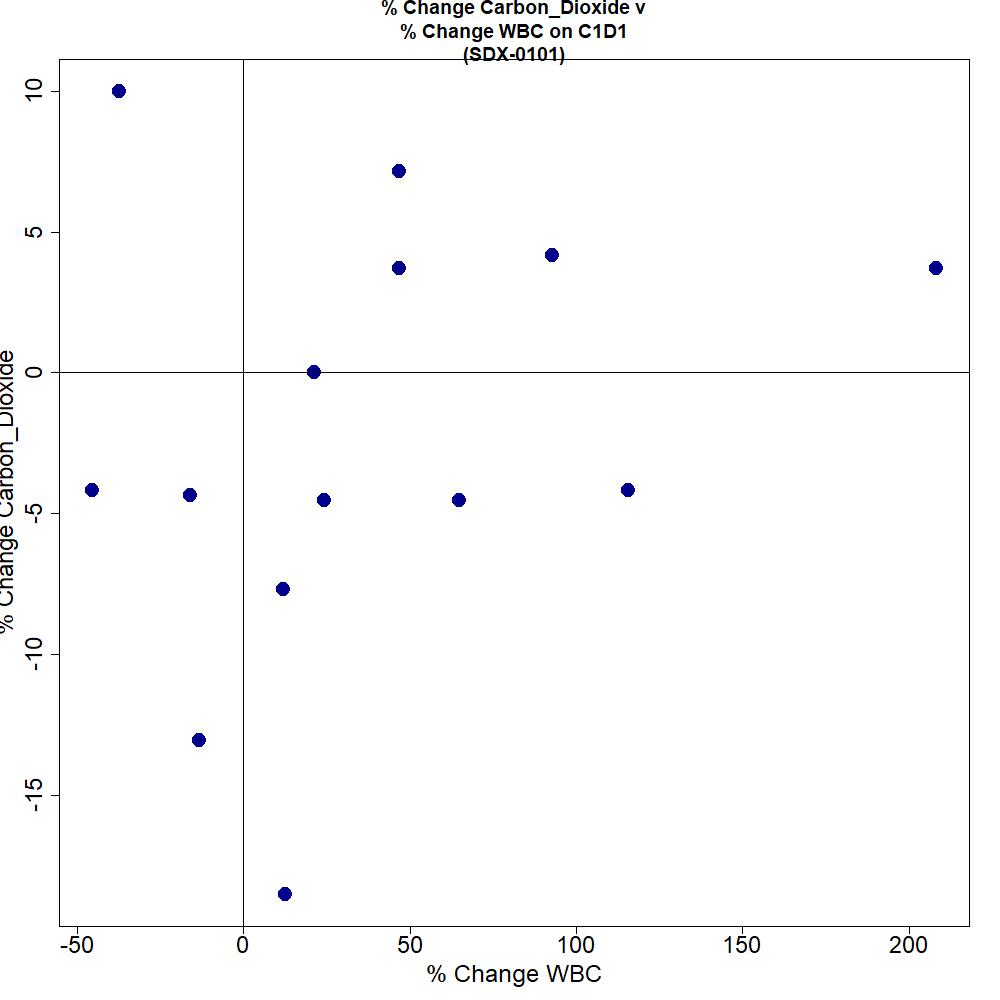 % Change Carbon_Dioxide v
% Change WBC on C1D1
(SDX-0101)
% Change Carbon_Dioxide
10
5
0
-5
-10
-15
-50 0 50 100 150 200
% Change WBC